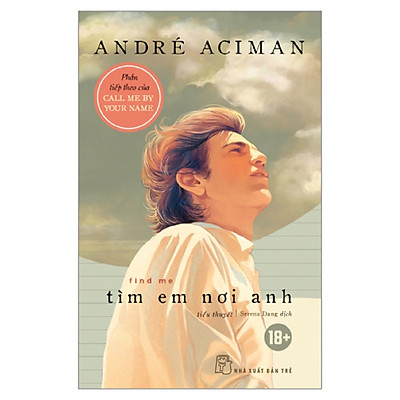 ANDRÉ ACIMAN
Phần
tiếp theo của
CALL ME BY
YOUR NAME
find me
tìm em nơi anh
tiểu thuyết | Serena Dang dịch
18+
NHÀ XUẤT BẢN TRẺ